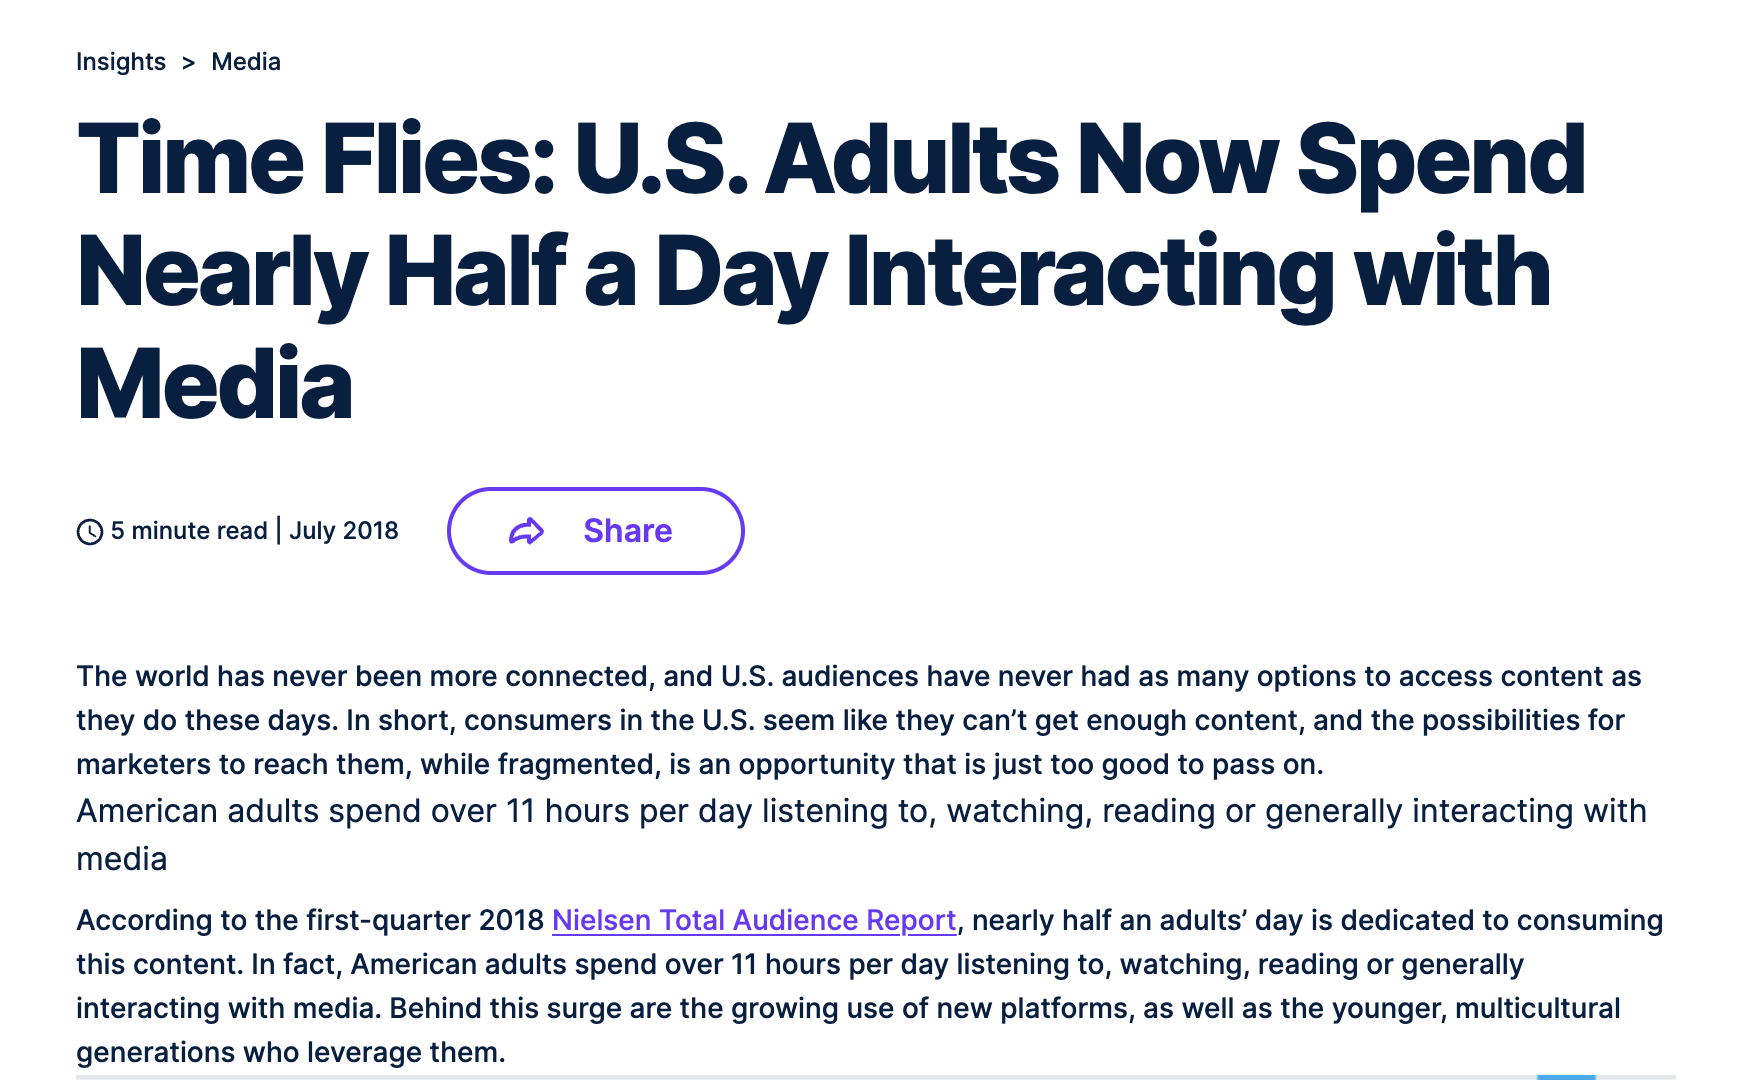 Insights > Media
Time Flies: U.S. Adults Now Spend
Nearly Half a Day Interacting with
Media
5 minute read | July 2018
Share
The world has never been more connected, and U.S. audiences have never had as many options to access content as
they do these days. In short, consumers in the U.S. seem like they can’t get enough content, and the possibilities for
marketers to reach them, while fragmented, is an opportunity that is just too good to pass on.
American adults spend over 11 hours per day listening to, watching, reading or generally interacting with
media
According to the first-quarter 2018 Nielsen Total Audience Report, nearly half an adults’ day is dedicated to consuming
this content. In fact, American adults spend over 11 hours per day listening to, watching, reading or generally
interacting with media. Behind this surge are the growing use of new platforms, as well as the younger, multicultural
generations who leverage them.